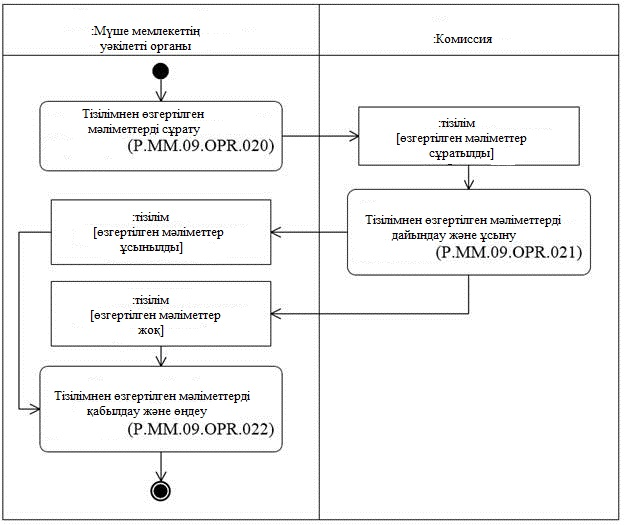 :Мүше мемлекеттің
уәкілетті органы
:Комиссия
Тізілімнен өзгертілген
мәліметтерді сұрату
(P.MM.09.OPR.020)
:тізілім
[өзгертілген мәліметтер
сұратылды]
Тізілімнен өзгертілген мәліметтерді
дайындау және ұсыну
(P.MM.09.OPR.021)
:тізілім
[өзгертілген мәліметтер
ұсынылды]
:тізілім
[өзгертілген мәліметтер
жоқ]
Тізілімнен өзгертілген мәліметтерді
қабылдау және өңдеу
(P.MM.09.OPR.022)